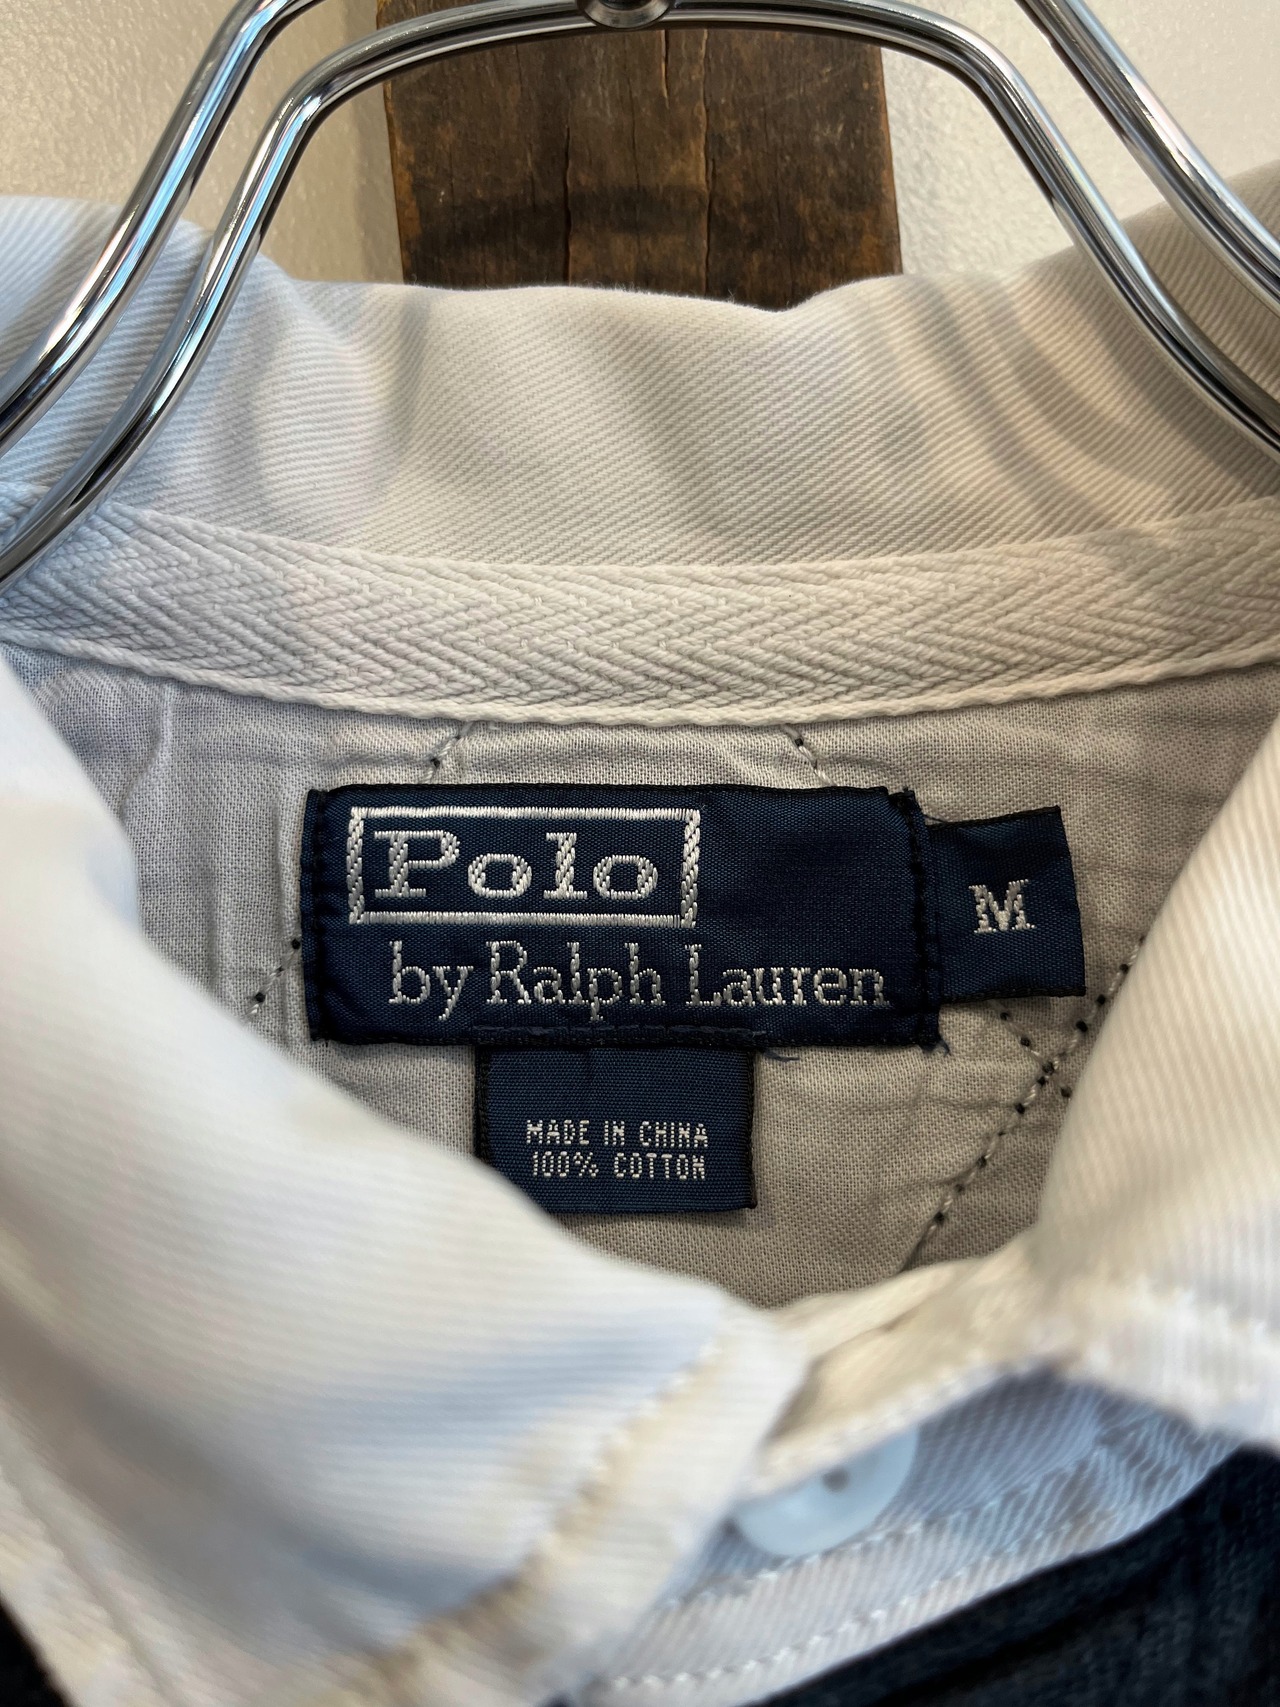 Polo
by Ralph Lauren
M
MADE IN CHINA
100% COTTON